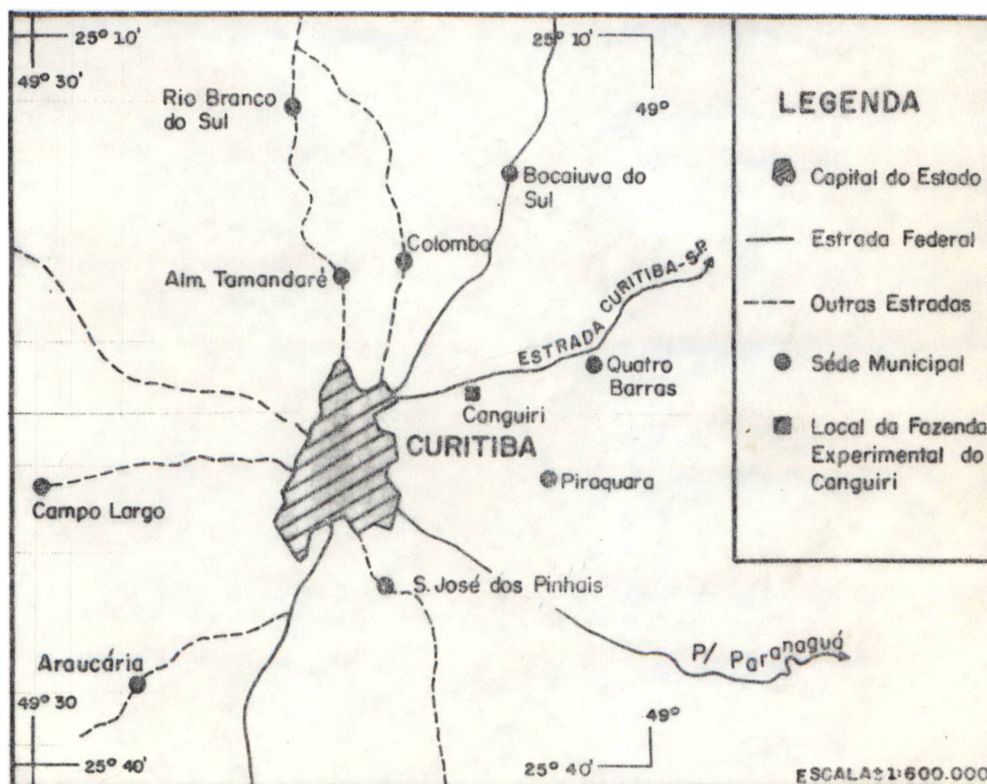 25° 10'
25° 10'
49° 30'
49°
Rio Branco
do Sul
Bocaiuva do
Sul
Colombo
Alm. Tamandaré
ESTRADA CURITIBA-S.P.
Quatro
Barras
Canguiri
CURITIBA
Piraquara
Campo Largo
S. José dos Pinhais
P/ Paranaguá
Araucária
49° 30
49°
25° 40'
25° 40'
LEGENDA
Capital do Estado
Estrada Federal
Outras Estradas
Séde Municipal
Local da Fazenda
Experimental do
Canguiri
ESCALA± 1:600.000